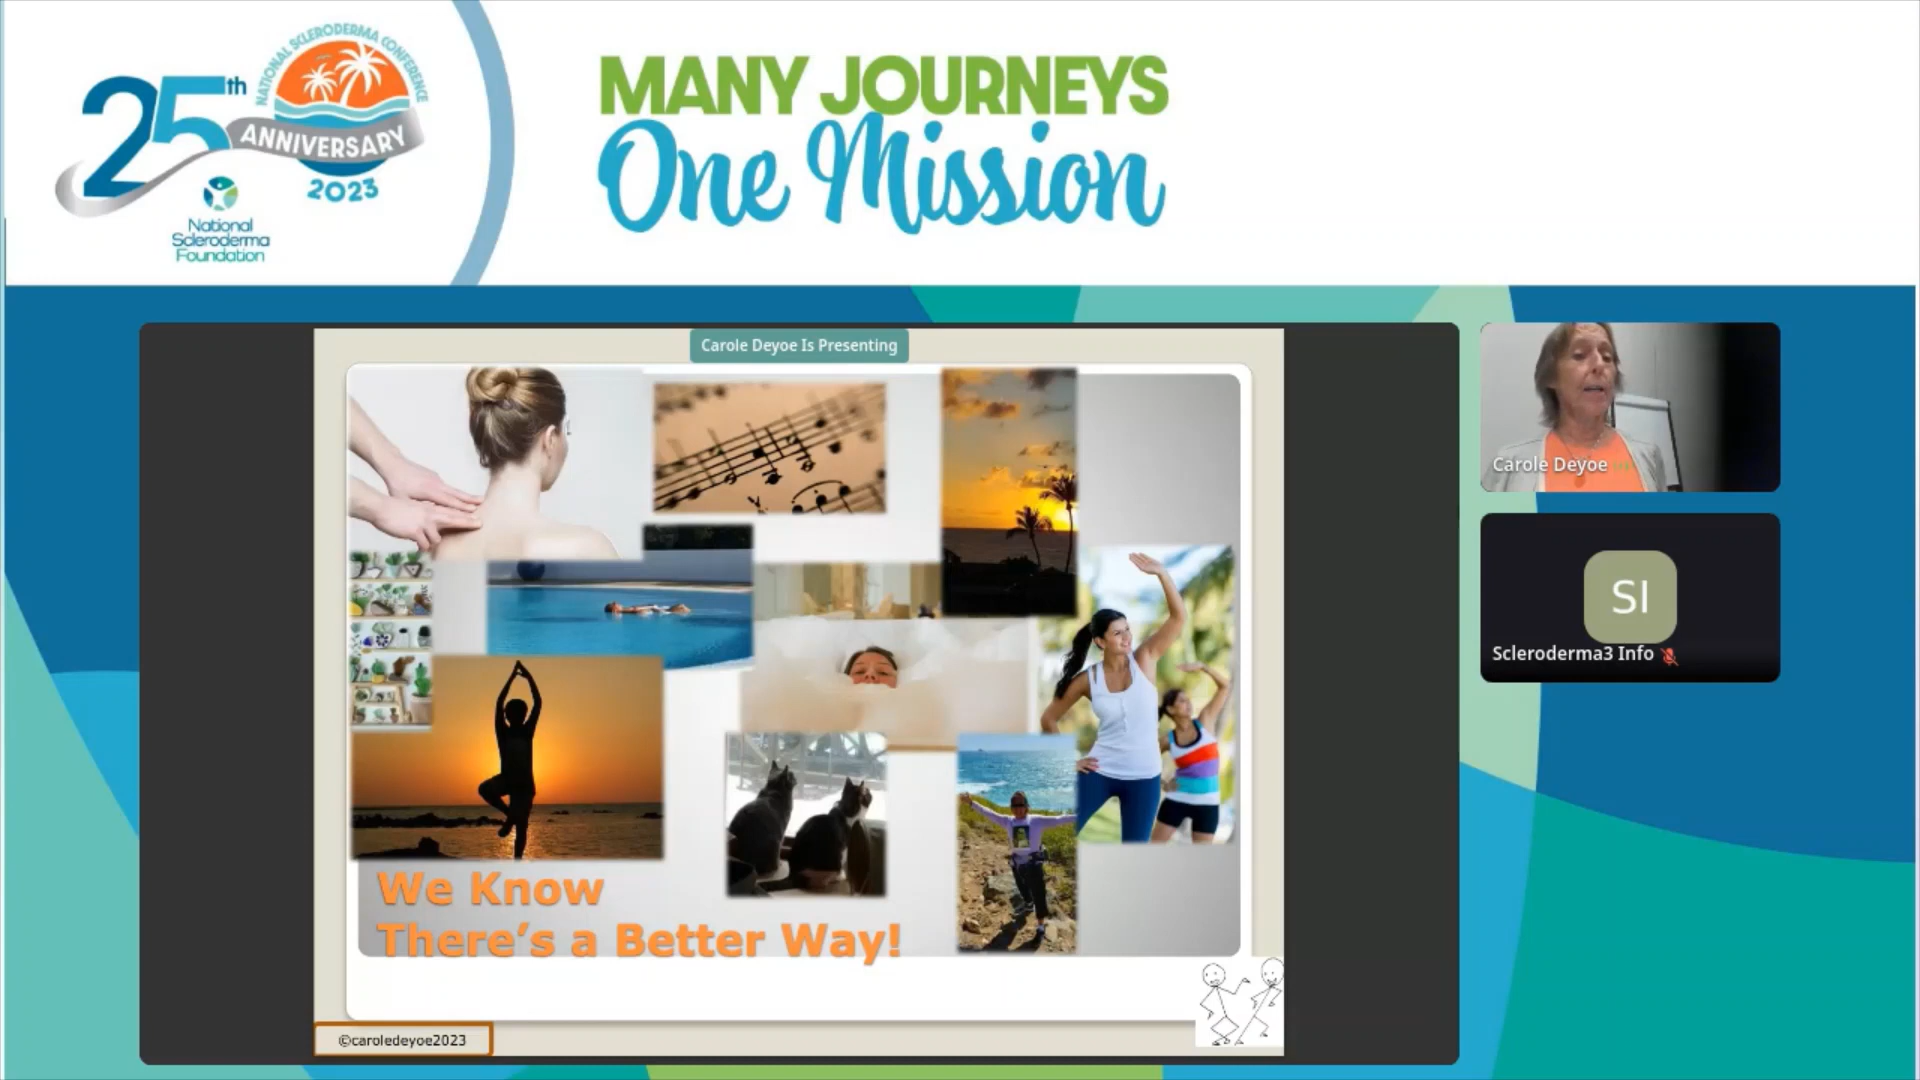 25th
NATIONAL SCLERODERMA CONFERENCE
ANNIVERSARY
2023
National
Scleroderma
Foundation
MANY JOURNEYS
One Mission
Carole Deyoe Is Presenting
We Know
There's a Better Way!
©caroledeyoe2023
Carole Deyoe
SI
Scleroderma3 Info